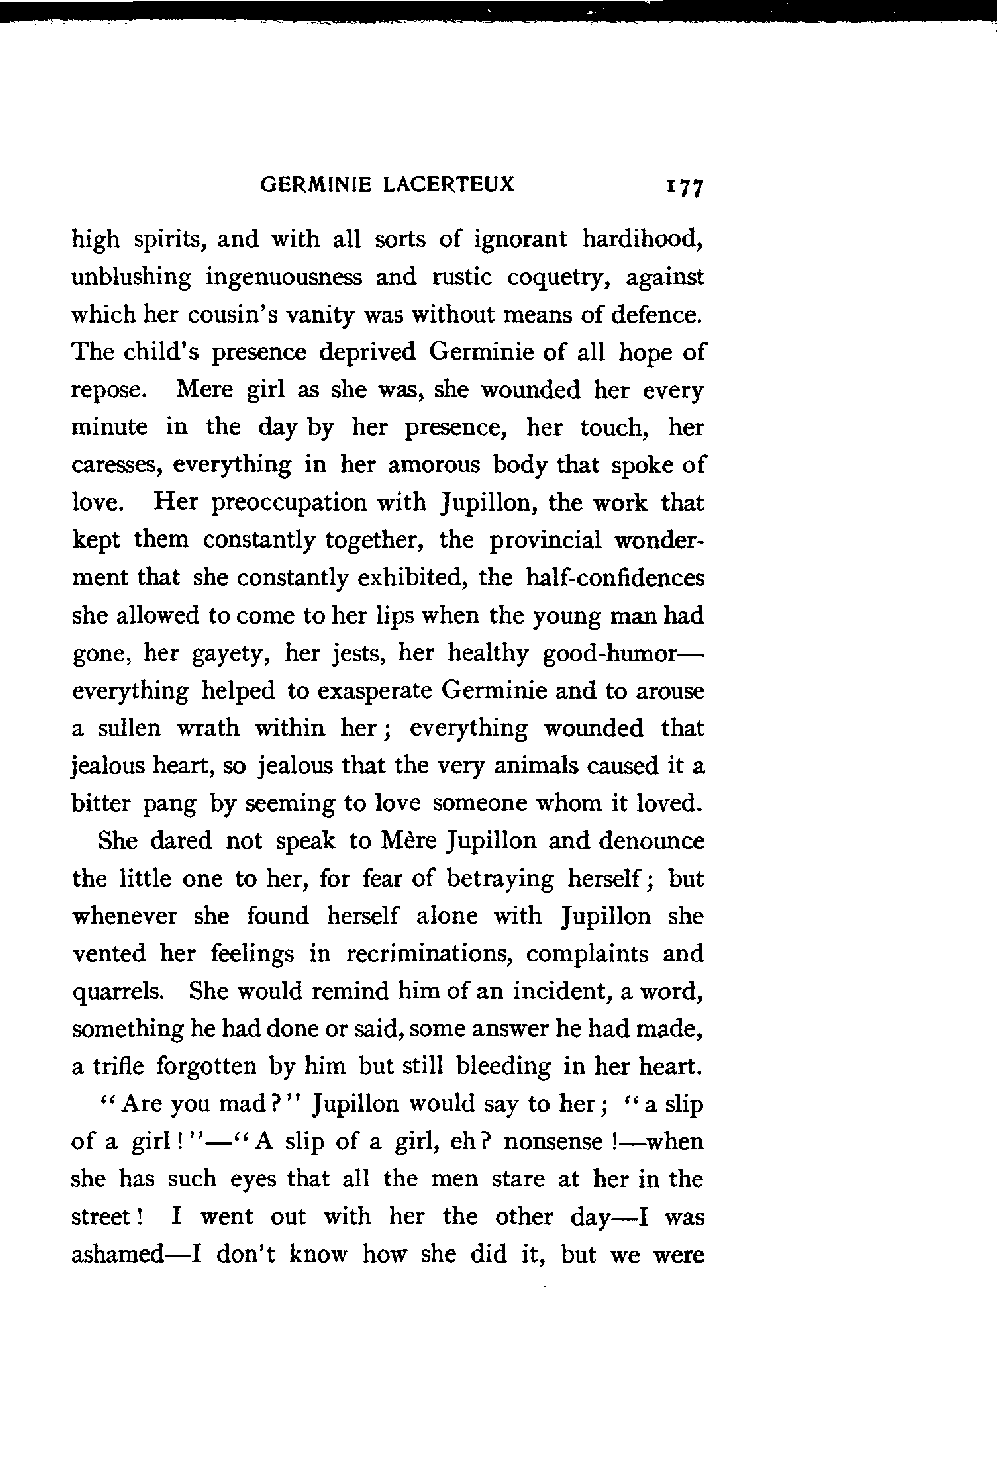 GERMINIE LACERTEUX 177
high spirits, and with all sorts of ignorant hardihood,
unblushing ingenuousness and rustic coquetry, against
which her cousin's vanity was without means of defence.
The child's presence deprived Germinie of all hope of
repose. Mere girl as she was, she wounded her every
minute in the day by her presence, her touch, her
caresses, everything in her amorous body that spoke of
love. Her preoccupation with Jupillon, the work that
kept them constantly together, the provincial wonder-
ment that she constantly exhibited, the half-confidences
she allowed to come to her lips when the young man had
gone, her gayety, her jests, her healthy good-humor—
everything helped to exasperate Germinie and to arouse
a sullen wrath within her; everything wounded that
jealous heart, so jealous that the very animals caused it a
bitter pang by seeming to love someone whom it loved.
She dared not speak to Mère Jupillon and denounce
the little one to her, for fear of betraying herself; but
whenever she found herself alone with Jupillon she
vented her feelings in recriminations, complaints and
quarrels. She would remind him of an incident, a word,
something he had done or said, some answer he had made,
a trifle forgotten by him but still bleeding in her heart.
“Are you mad?” Jupillon would say to her; “a slip
of a girl!”—“A slip of a girl, eh? nonsense!—when
she has such eyes that all the men stare at her in the
street! I went out with her the other day—I was
ashamed—I don't know how she did it, but we were